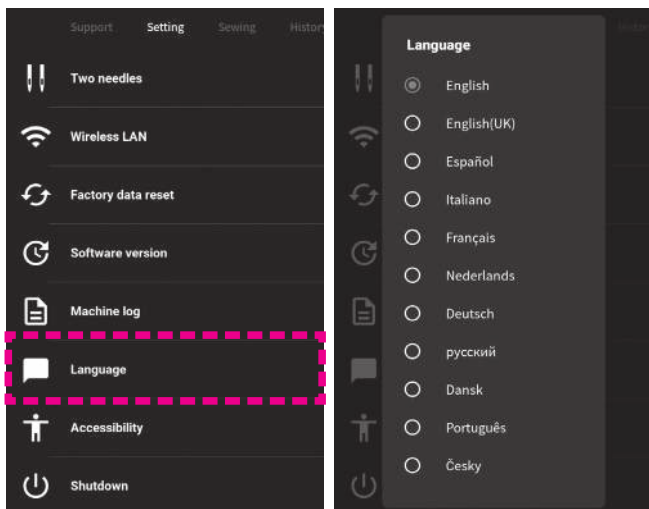 Support Setting Sewing History
Two needles
Wireless LAN
Factory data reset
Software version
Machine log
Language
Accessibility
Shutdown
Language
English
English(UK)
Español
Italiano
Français
Nederlands
Deutsch
русский
Dansk
Português
Česky